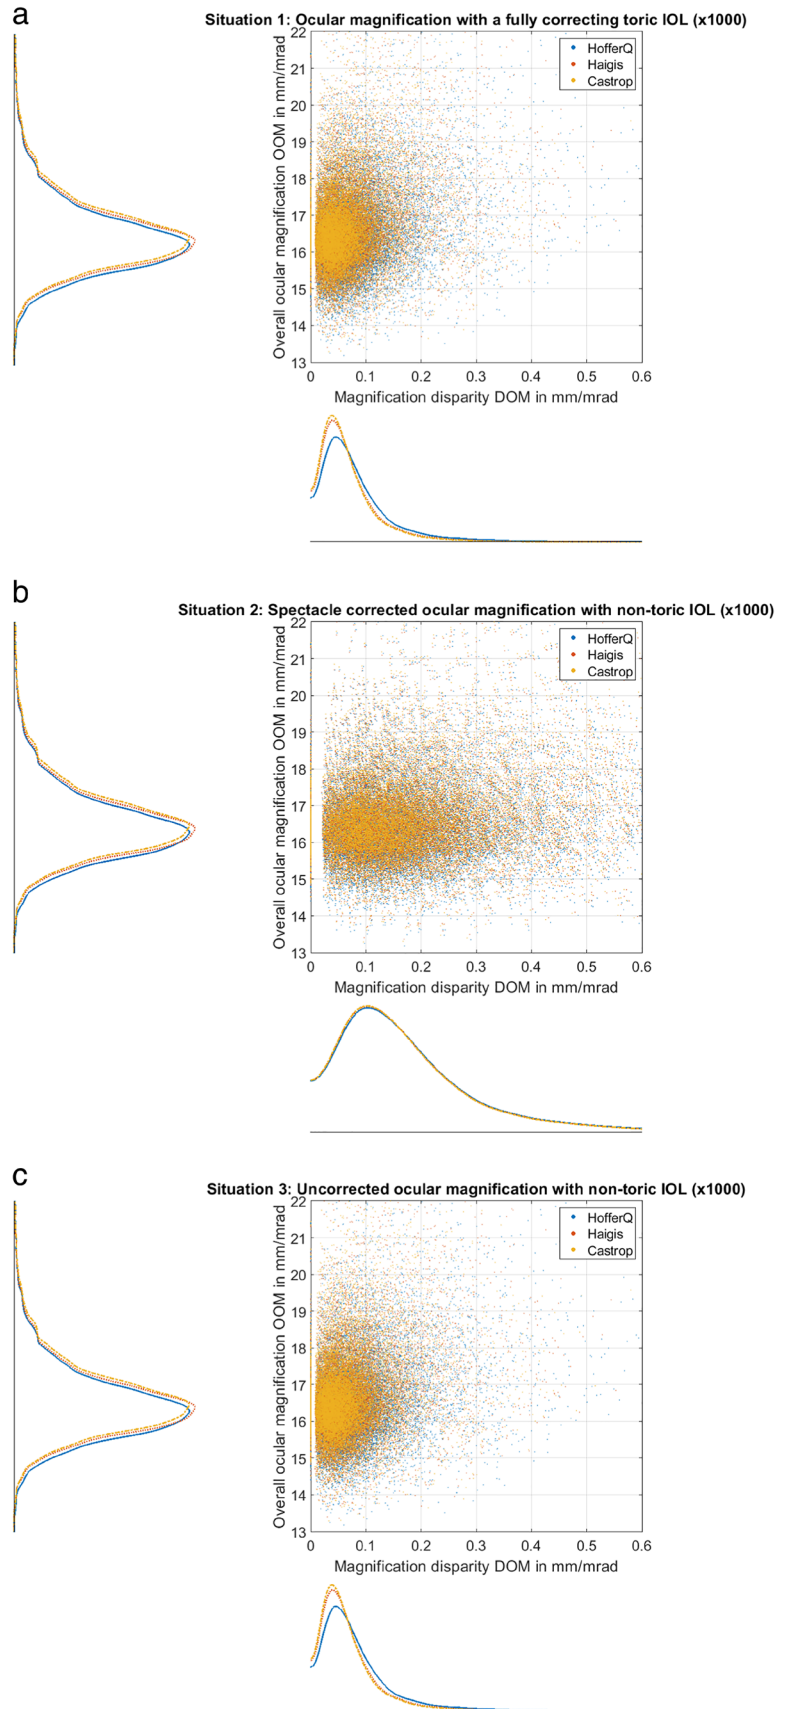 a
Situation 1: Ocular magnification with a fully correcting toric IOL (x1000)
22
21
20
19
18
17
16
15
14
13
Overall ocular magnification OOM in mm/mrad
HofferQ
Haigis
Castrop
0 0.1 0.2 0.3 0.4 0.5 0.6
Magnification disparity DOM in mm/mrad
b
Situation 2: Spectacle corrected ocular magnification with non-toric IOL (x1000)
22
21
20
19
18
17
16
15
14
13
Overall ocular magnification OOM in mm/mrad
HofferQ
Haigis
Castrop
0 0.1 0.2 0.3 0.4 0.5 0.6
Magnification disparity DOM in mm/mrad
c
Situation 3: Uncorrected ocular magnification with non-toric IOL (x1000)
22
21
20
19
18
17
16
15
14
13
Overall ocular magnification OOM in mm/mrad
HofferQ
Haigis
Castrop
0 0.1 0.2 0.3 0.4 0.5 0.6
Magnification disparity DOM in mm/mrad